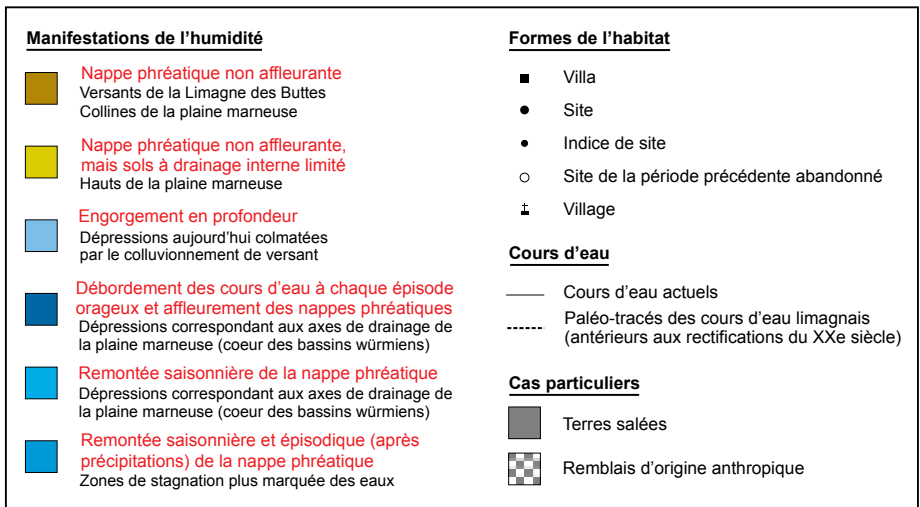 Manifestations de l'humidité
Nappe phréatique non affleurante
Versants de la Limagne des Buttes
Collines de la plaine marneuse
Nappe phréatique non affleurante,
mais sols à drainage interne limité
Hauts de la plaine marneuse
Engorgement en profondeur
Dépressions aujourd'hui colmatées
par le colluvionnement de versant
Débordement des cours d'eau à chaque épisode
orageux et affleurement des nappes phréatiques
Dépressions correspondant aux axes de drainage de
la plaine marneuse (coeur des bassins würmiens)
Remontée saisonnière de la nappe phréatique
Dépressions correspondant aux axes de drainage de
la plaine marneuse (coeur des bassins würmiens)
Remontée saisonnière et épisodique (après
précipitations) de la nappe phréatique
Zones de stagnation plus marquée des eaux
Formes de l'habitat
Villa
Site
Indice de site
Site de la période précédente abandonné
Village
Cours d'eau
Cours d'eau actuels
Paléo-tracés des cours d'eau limagnais
(antérieurs aux rectifications du XXe siècle)
Cas particuliers
Terres salées
Remblais d'origine anthropique